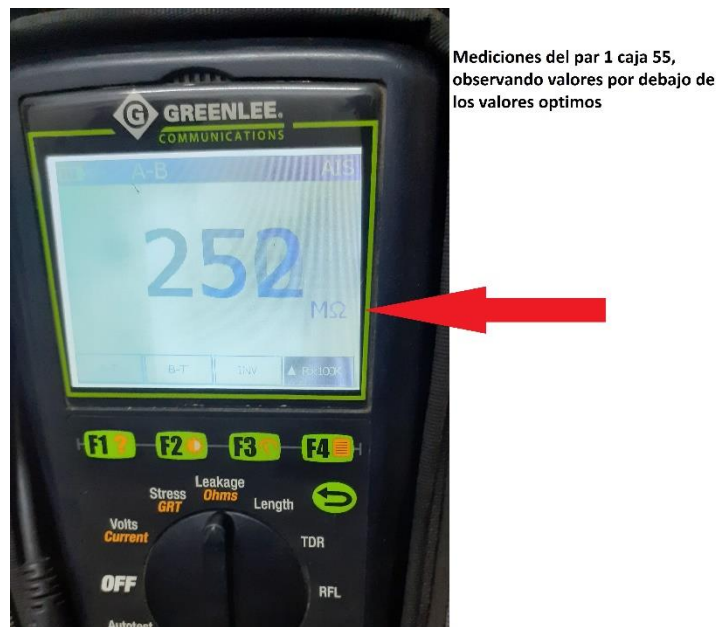 Mediciones del par 1 caja 55,
observando valores por debajo de
los valores optimos
G GREENLEE.
COMMUNICATIONS
A-B AIS
252
MΩ
B-T INV
F1 ? F2 F3 F4
Leakage
Ohms
Stress
GRT
Length
Volts
Current
TDR
OFF
RFL
Autotest